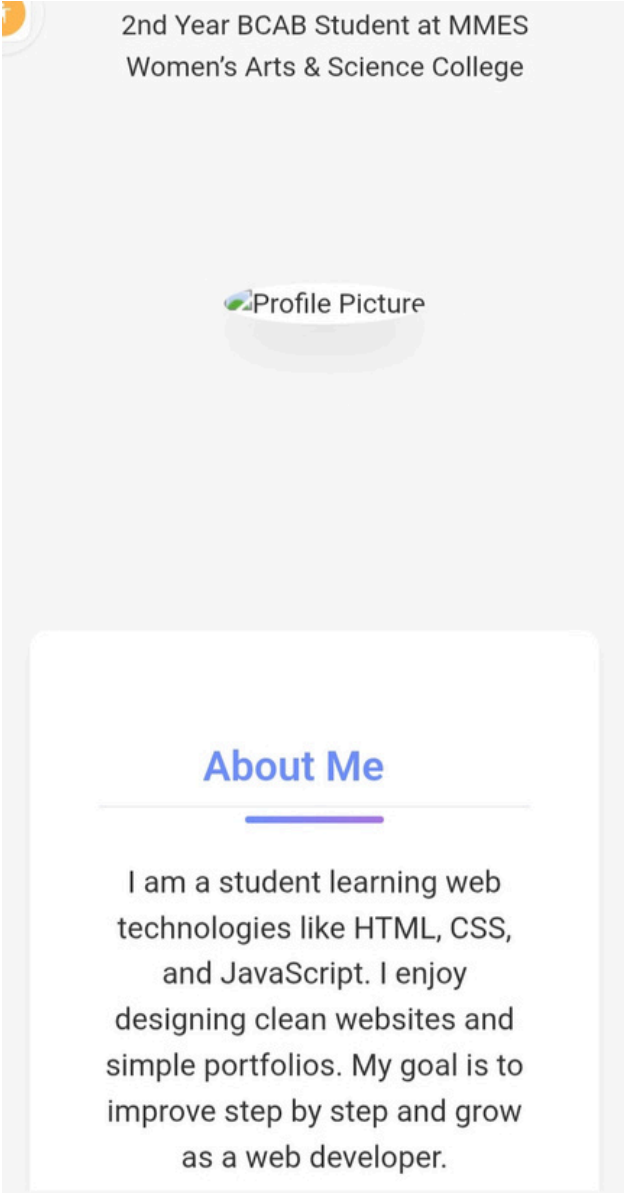 2nd Year BCAB Student at MMES
Women’s Arts & Science College
Profile Picture
About Me
I am a student learning web
technologies like HTML, CSS,
and JavaScript. I enjoy
designing clean websites and
simple portfolios. My goal is to
improve step by step and grow
as a web developer.